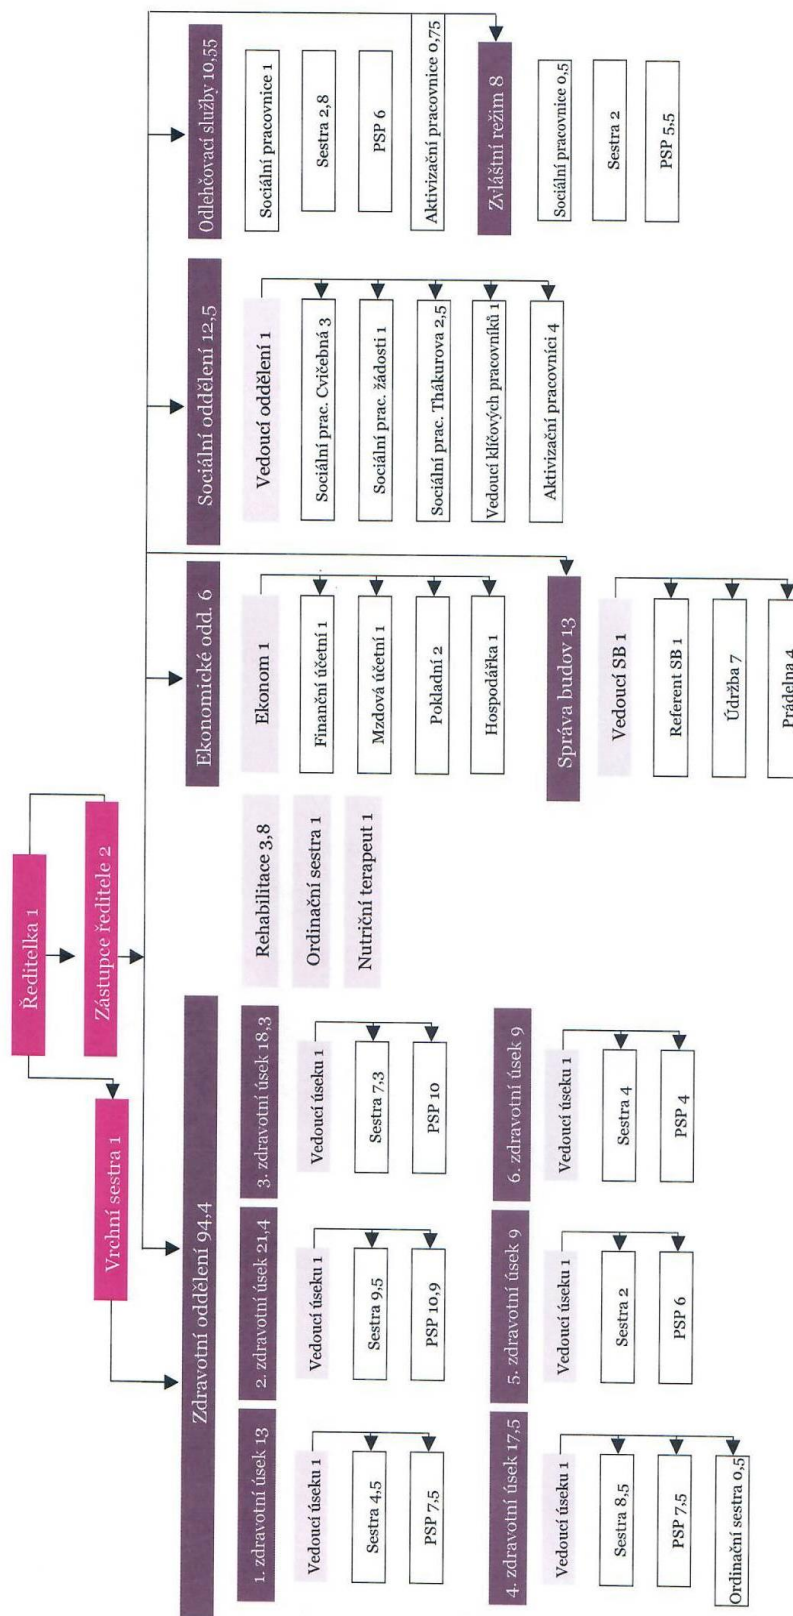 Ředitelka 1
Zástupce ředitele 2
Vrchní sestra 1
Zdravotní oddělení 94,4
1. zdravotní úsek 13
Vedoucí úseku 1
Sestra 4,5
PSP 7,5
2. zdravotní úsek 21,4
Vedoucí úseku 1
Sestra 9,5
PSP 10,9
3. zdravotní úsek 18,3
Vedoucí úseku 1
Sestra 7,3
PSP 10
4. zdravotní úsek 17,5
Vedoucí úseku 1
Sestra 8,5
PSP 7,5
Ordinační sestra 0,5
5. zdravotní úsek 9
Vedoucí úseku 1
Sestra 2
PSP 6
6. zdravotní úsek 9
Vedoucí úseku 1
Sestra 4
PSP 4
Rehabilitace 3,8
Ordinační sestra 1
Nutriční terapeut 1
Ekonomické odd. 6
Ekonom 1
Finanční účetní 1
Mzdová účetní 1
Pokladní 2
Hospodářka 1
Správa budov 13
Vedoucí SB 1
Referent SB 1
Údržba 7
Prádelna 4
Sociální oddělení 12,5
Vedoucí oddělení 1
Sociální prac. Cvičebná 3
Sociální prac. žádosti 1
Sociální prac. Thákurova 2,5
Vedoucí klíčových pracovníků 1
Aktivizační pracovníci 4
Odlehčovací služby 10,55
Sociální pracovnice 1
Sestra 2,8
PSP 6
Aktivizační pracovnice 0,75
Zvláštní režim 8
Sociální pracovnice 0,5
Sestra 2
PSP 5,5